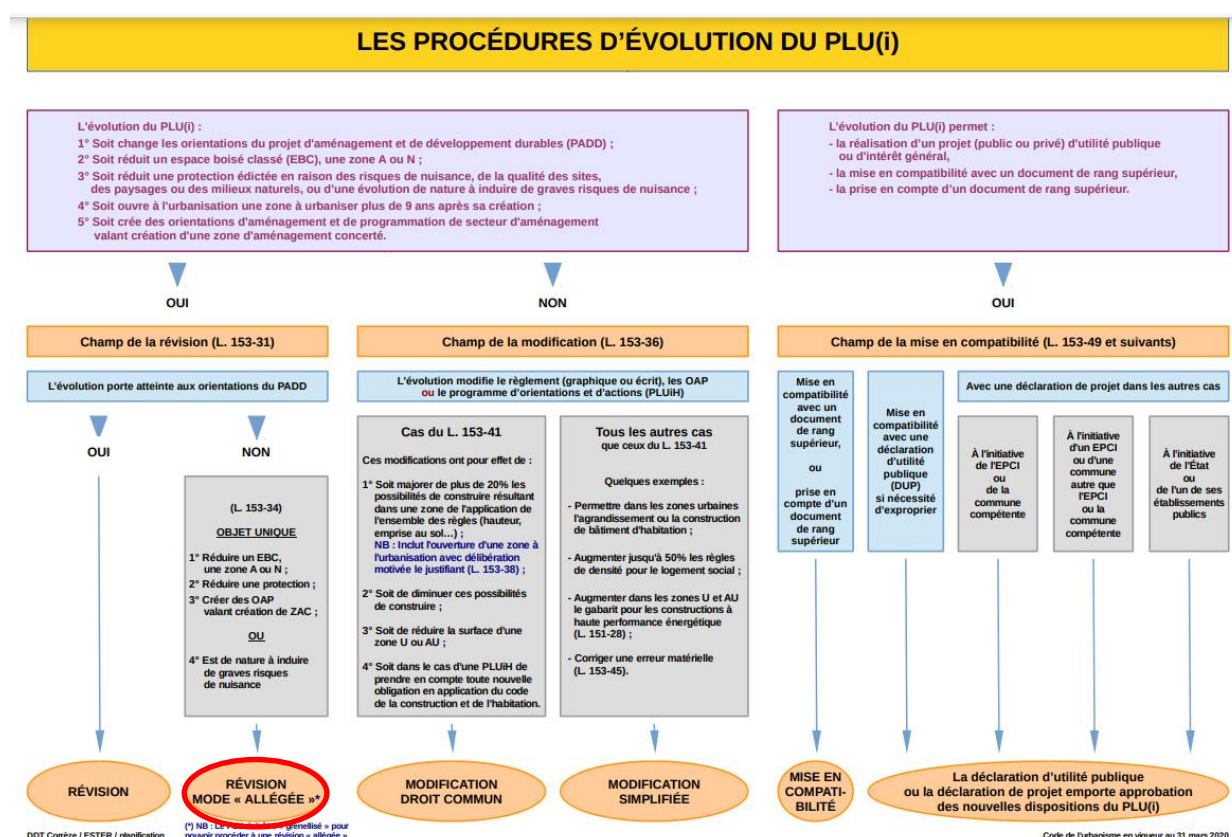 LES PROCÉDURES D'ÉVOLUTION DU PLU(i)
L'évolution du PLU(i) :
1° Soit change les orientations du projet d'aménagement et de développement durables (PADD) ;
2° Soit réduit un espace boisé classé (EBC), une zone A ou N ;
3° Soit réduit une protection édictée en raison des risques de nuisance, de la qualité des sites,
des paysages ou des milieux naturels, ou d'une évolution de nature à induire de graves risques de nuisance ;
4° Soit ouvre à l'urbanisation une zone à urbaniser plus de 9 ans après sa création ;
5° Soit crée des orientations d'aménagement et de programmation de secteur d'aménagement
valant création d'une zone d'aménagement concerté.
L'évolution du PLU(i) permet :
- la réalisation d'un projet (public ou privé) d'utilité publique
ou d'intérêt général,
- la mise en compatibilité avec un document de rang supérieur,
- la prise en compte d'un document de rang supérieur.
OUI
NON
OUI
Champ de la révision (L. 153-31)
Champ de la modification (L. 153-36)
Champ de la mise en compatibilité (L. 153-49 et suivants)
L'évolution porte atteinte aux orientations du PADD
OUI
NON
(L. 153-34)
OBJET UNIQUE
1° Réduire un EBC,
une zone A ou N ;
2° Réduire une protection ;
3° Créer des OAP
valant création de ZAC ;
OU
4° Est de nature à induire
de graves risques
de nuisance
L'évolution modifie le règlement (graphique ou écrit), les OAP
ou le programme d'orientations et d'actions (PLUiH)
Cas du L. 153-41
Ces modifications ont pour effet de :
1° Soit majorer de plus de 20% les
possibilités de construire résultant
dans une zone de l'application de
l'ensemble des règles (hauteur,
emprise au sol...) ;
NB : Inclut l'ouverture d'une zone à
l'urbanisation avec délibération
motivée le justifiant (L. 153-38) ;
2° Soit de diminuer ces possibilités
de construire ;
3° Soit de réduire la surface d'une
zone U ou AU ;
4° Soit dans le cas d'une PLUiH de
prendre en compte toute nouvelle
obligation en application du code
de la construction et de l'habitation.
Tous les autres cas
que ceux du L. 153-41
Quelques exemples :
- Permettre dans les zones urbaines
l'agrandissement ou la construction
de bâtiment d'habitation ;
- Augmenter jusqu'à 50% les règles
de densité pour le logement social ;
- Augmenter dans les zones U et AU
le gabarit pour les constructions à
haute performance énergétique
(L. 151-28) ;
- Corriger une erreur matérielle
(L. 153-45).
Mise en
compatibilité
avec un
document
de rang
supérieur,
ou
prise en
compte d'un
document
de rang
supérieur
Mise en
compatibilité
avec une
déclaration
d'utilité
publique
(DUP)
si nécessité
d'exproprier
Avec une déclaration de projet dans les autres cas
À l'initiative
de l'EPCI
ou
de la
commune
compétente
À l'initiative
d'un EPCI
ou d'une
commune
autre que
l'EPCI
ou la
commune
compétente
À l'initiative
de l'État
ou
de l'un de ses
établissements
publics
RÉVISION
RÉVISION
MODE « ALLÉGÉE »*
MODIFICATION
DROIT COMMUN
MODIFICATION
SIMPLIFIÉE
MISE EN
COMPATI-
BILITÉ
La déclaration d'utilité publique
ou la déclaration de projet emporte approbation
des nouvelles dispositions du PLU(i)
DDT Corrèze / ESTER / planification
(*) NB : Le « grenellisé » pour
pouvoir procéder à une révision « allégée »
Code de l'urbanisme en vigueur au 31 mars 2020